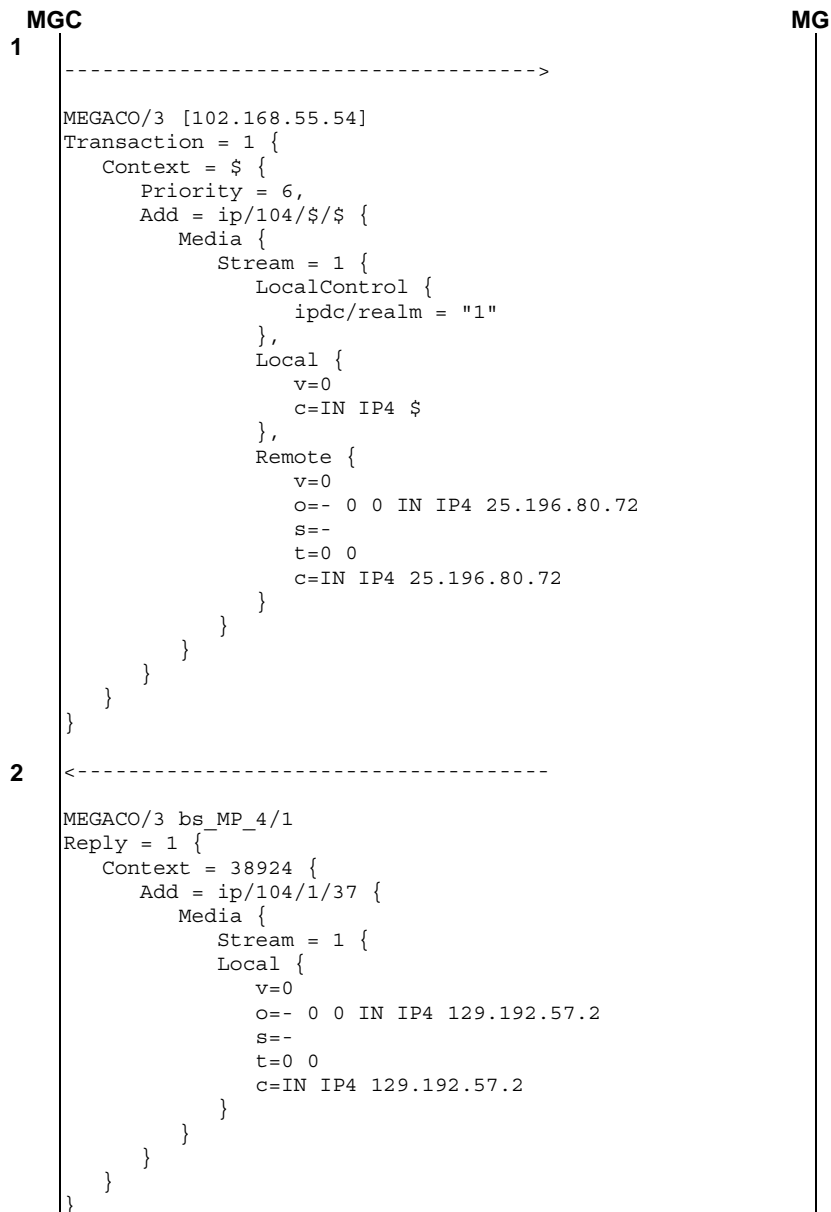 MGC MG
1
------------------------------------->
MEGACO/3 [102.168.55.54]
Transaction = 1 {
Context = $ {
Priority = 6,
Add = ip/104/$/$ {
Media {
Stream = 1 {
LocalControl {
ipdc/realm = "1"
},
Local {
v=0
c=IN IP4 $
},
Remote {
v=0
o=- 0 0 IN IP4 25.196.80.72
s=-
t=0 0
c=IN IP4 25.196.80.72
}
}
}
}
}
}
2 <-------------------------------------
MEGACO/3 bs_MP_4/1
Reply = 1 {
Context = 38924 {
Add = ip/104/1/37 {
Media {
Stream = 1 {
Local {
v=0
o=- 0 0 IN IP4 129.192.57.2
s=-
t=0 0
c=IN IP4 129.192.57.2
}
}
}
}
}